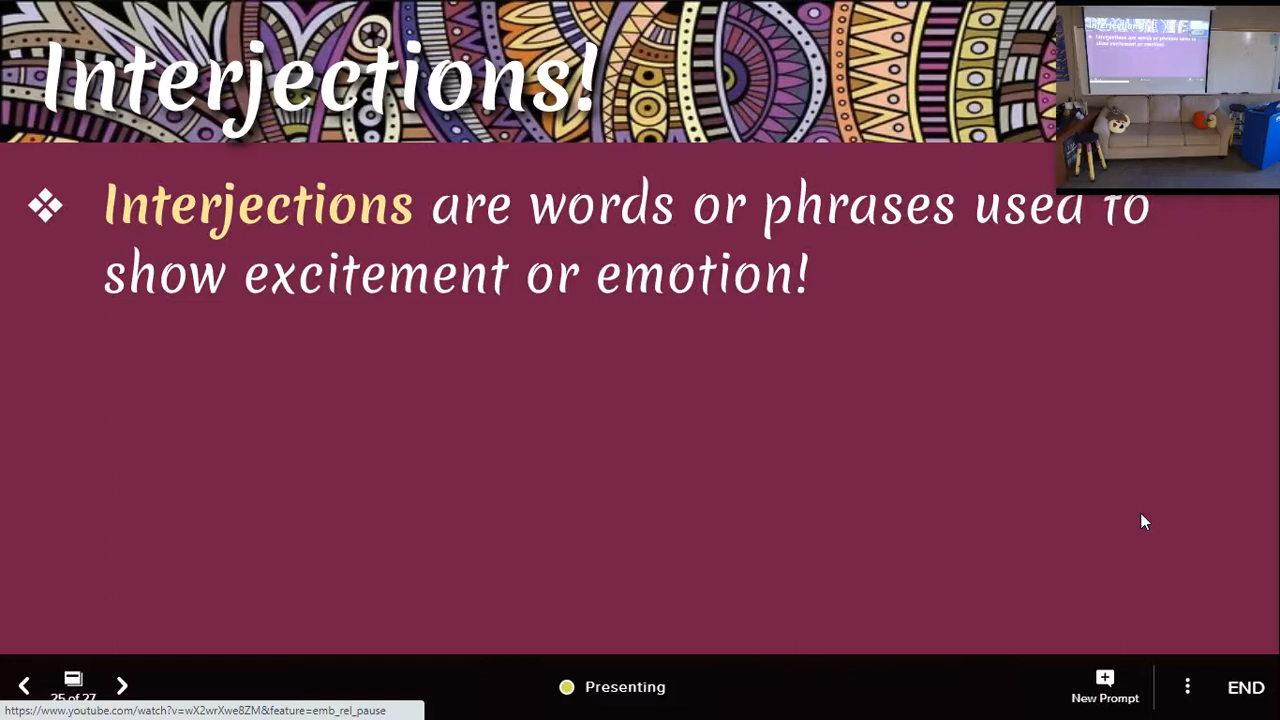 Interjections!
❖ Interjections are words or phrases used to
show excitement or emotion!
25 of 27
Presenting
New Prompt
END
https://www.youtube.com/watch?v=wX2wrXwe8ZM&feature=emb_rel_pause